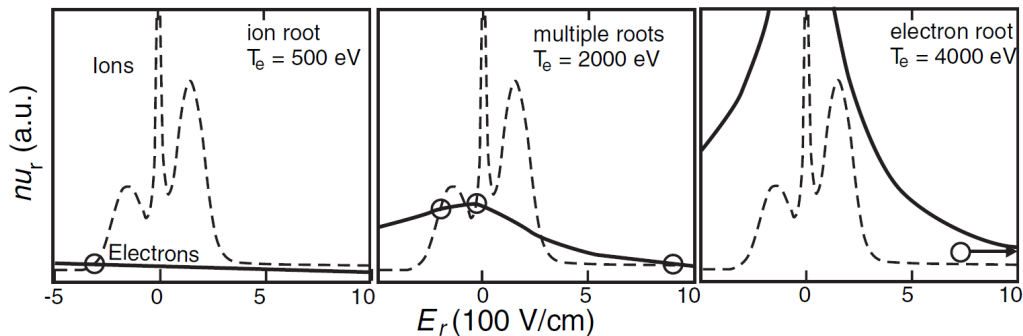 nu_r (a.u.)
Ions
Electrons
ion root
T_e = 500 eV
multiple roots
T_e = 2000 eV
electron root
T_e = 4000 eV
-5 0 5 10
0 5 10
0 5 10
E_r (100 V/cm)